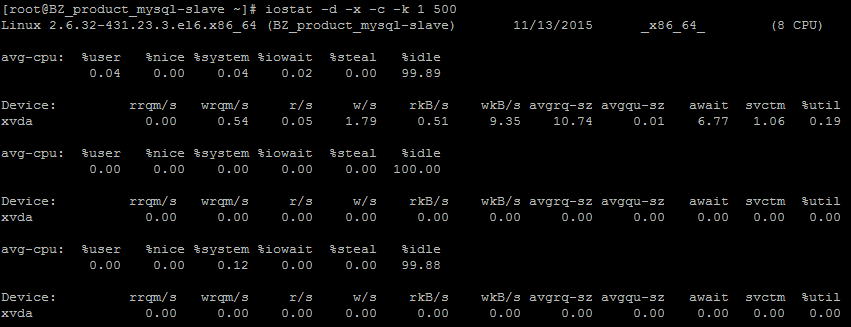 [root@BZ_product_mysql-slave ~]# iostat -d -x -c -k 1 500
Linux 2.6.32-431.23.3.el6.x86_64 (BZ_product_mysql-slave) 11/13/2015 _x86_64_ (8 CPU)
avg-cpu: %user %nice %system %iowait %steal %idle
0.04 0.00 0.04 0.02 0.00 99.89
Device: rrqm/s wrqm/s r/s w/s rkB/s wkB/s avgrq-sz avgqu-sz await svctm %util
xvda 0.00 0.54 0.05 1.79 0.51 9.35 10.74 0.01 6.77 1.06 0.19
avg-cpu: %user %nice %system %iowait %steal %idle
0.00 0.00 0.00 0.00 0.00 100.00
Device: rrqm/s wrqm/s r/s w/s rkB/s wkB/s avgrq-sz avgqu-sz await svctm %util
xvda 0.00 0.00 0.00 0.00 0.00 0.00 0.00 0.00 0.00 0.00 0.00
avg-cpu: %user %nice %system %iowait %steal %idle
0.00 0.00 0.12 0.00 0.00 99.88
Device: rrqm/s wrqm/s r/s w/s rkB/s wkB/s avgrq-sz avgqu-sz await svctm %util
xvda 0.00 0.00 0.00 0.00 0.00 0.00 0.00 0.00 0.00 0.00 0.00